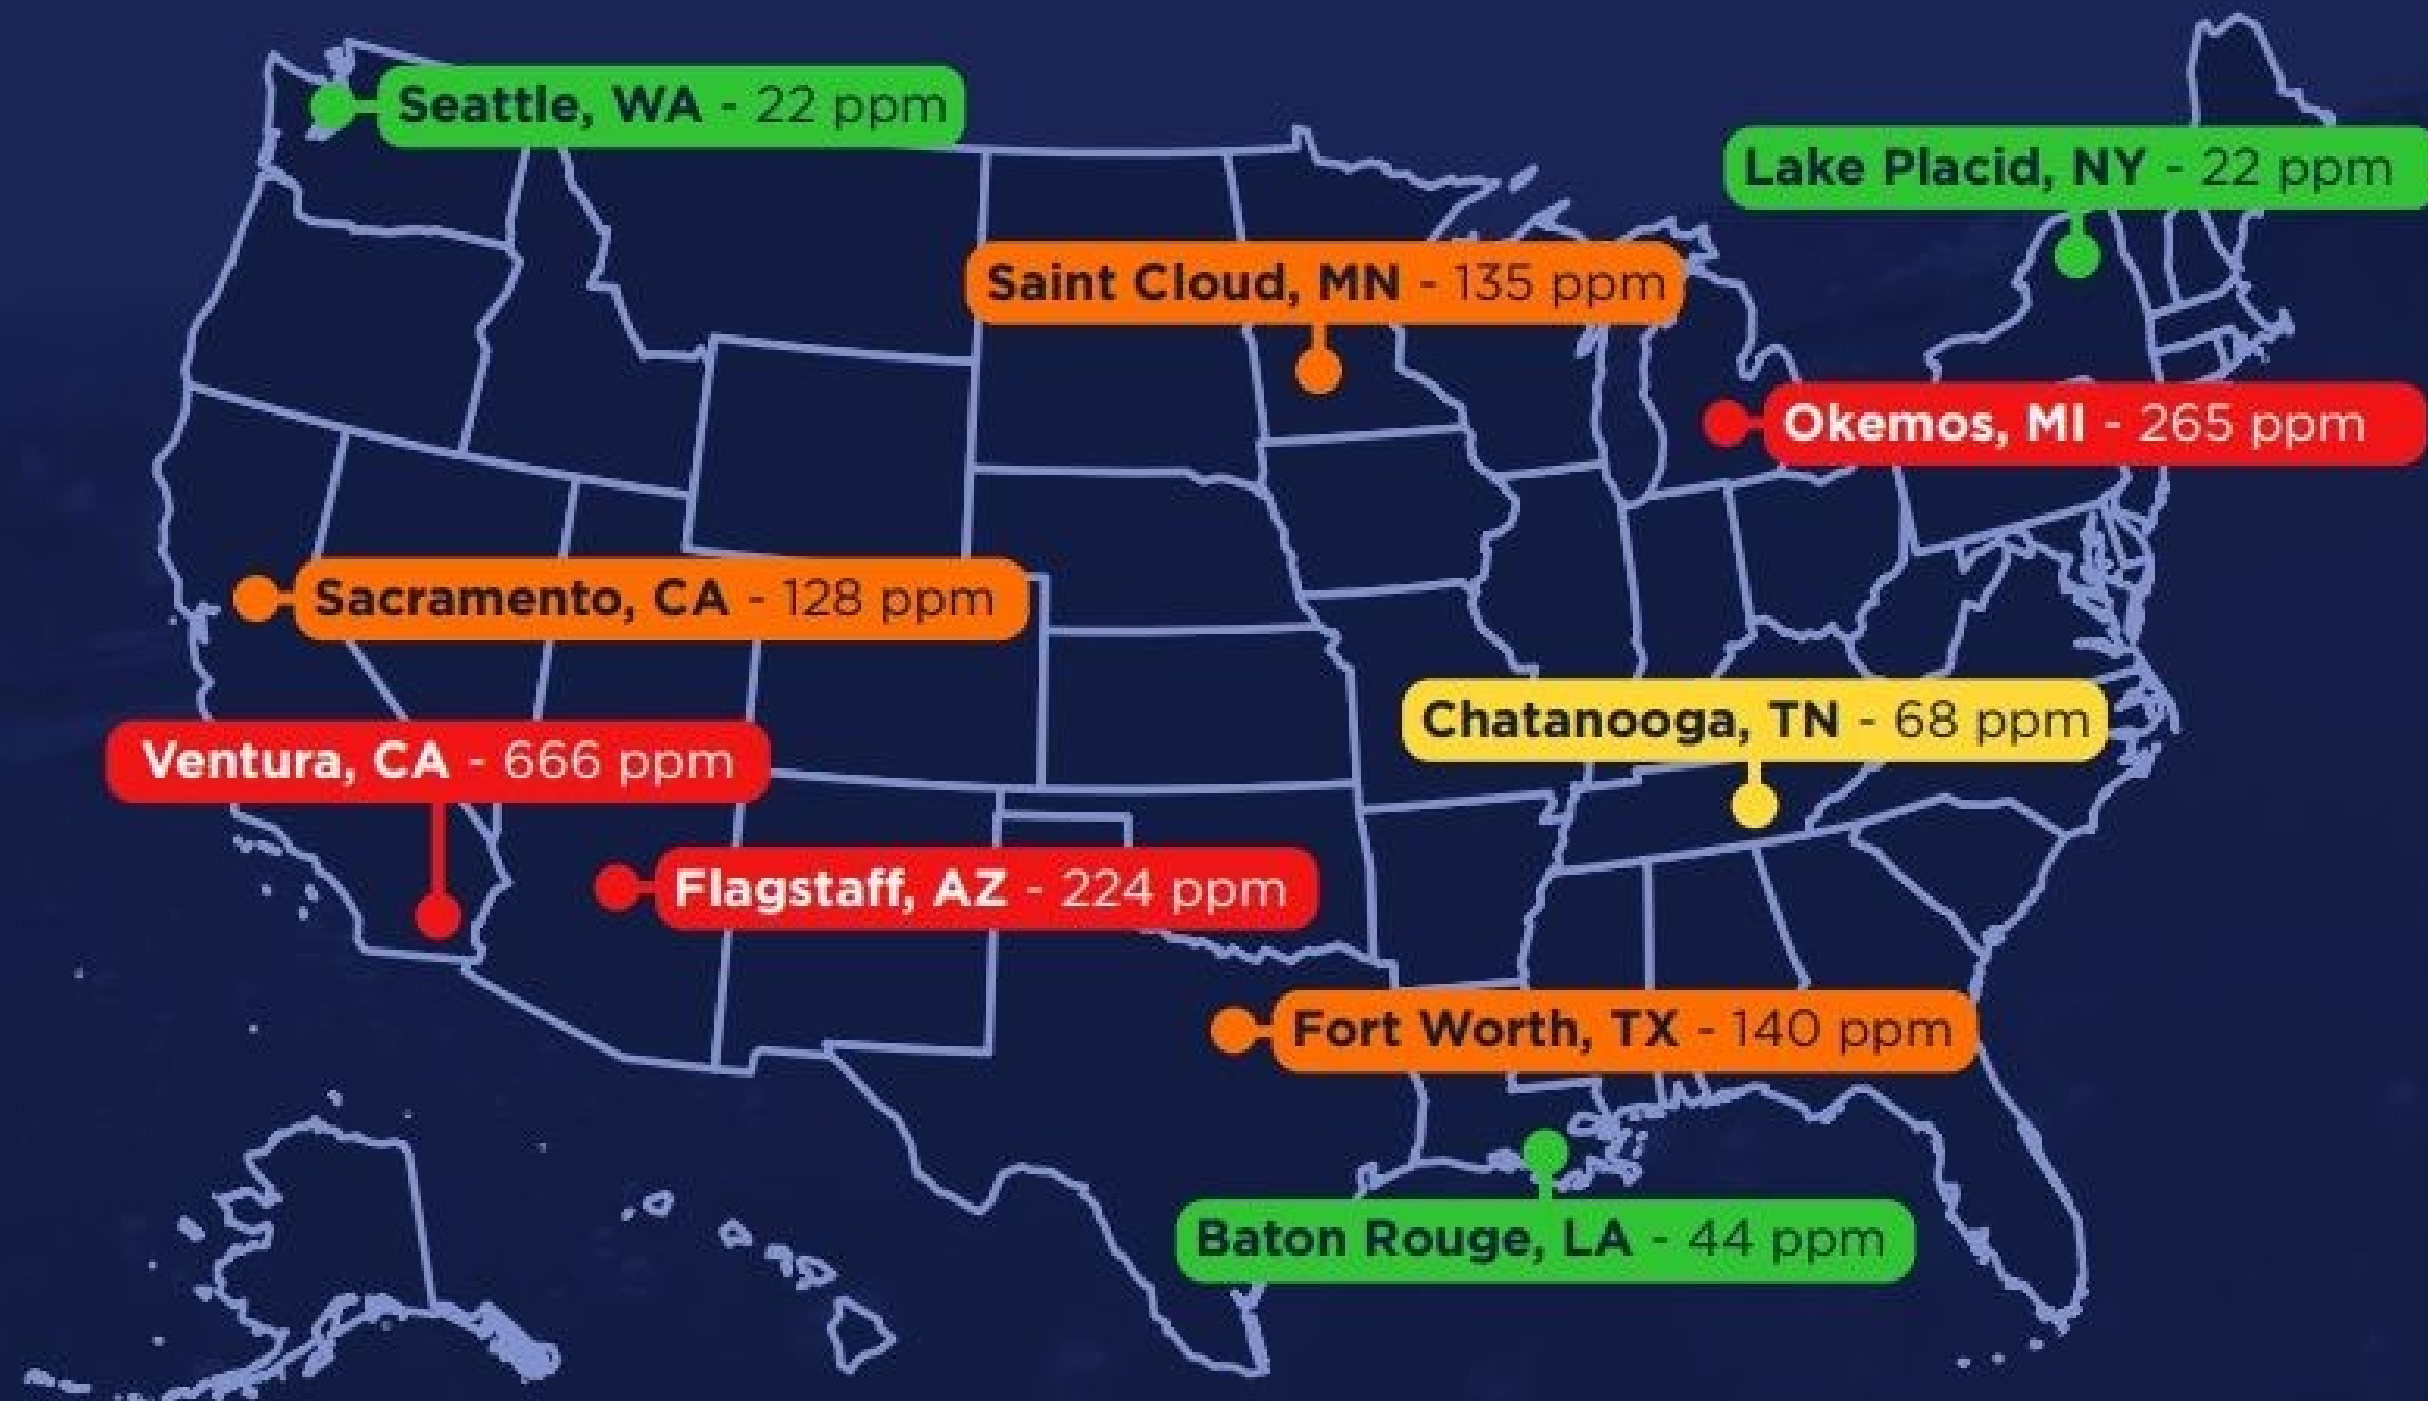 Seattle, WA - 22 ppm
Lake Placid, NY - 22 ppm
Saint Cloud, MN - 135 ppm
Okemos, MI - 265 ppm
Sacramento, CA - 128 ppm
Chatanooga, TN - 68 ppm
Ventura, CA - 666 ppm
Flagstaff, AZ - 224 ppm
Fort Worth, TX - 140 ppm
Baton Rouge, LA - 44 ppm